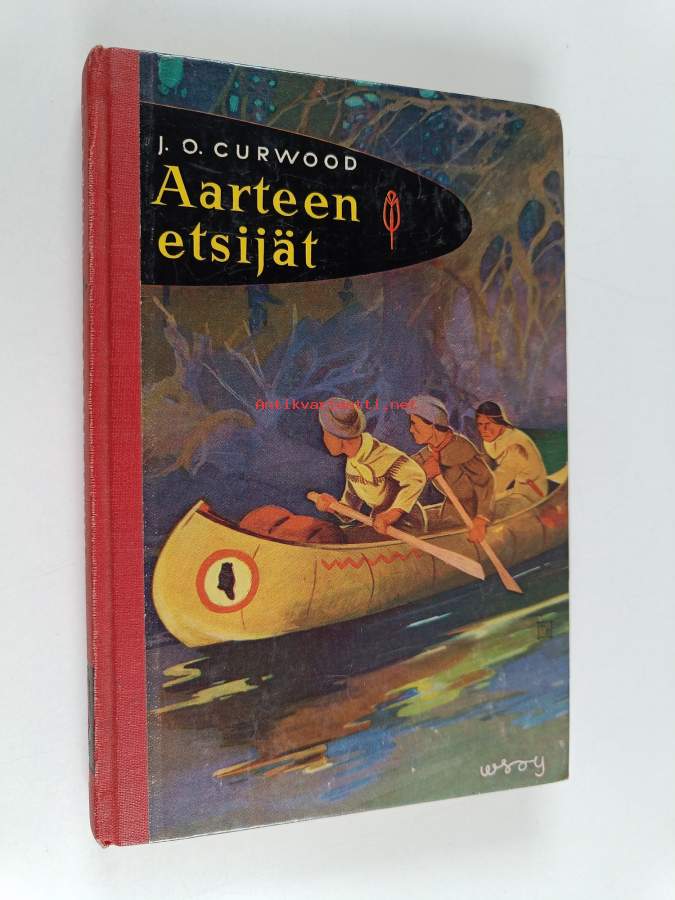 J. O. CURWOOD
Aarteen
etsijät
Antikvariaatti.net
wsoy